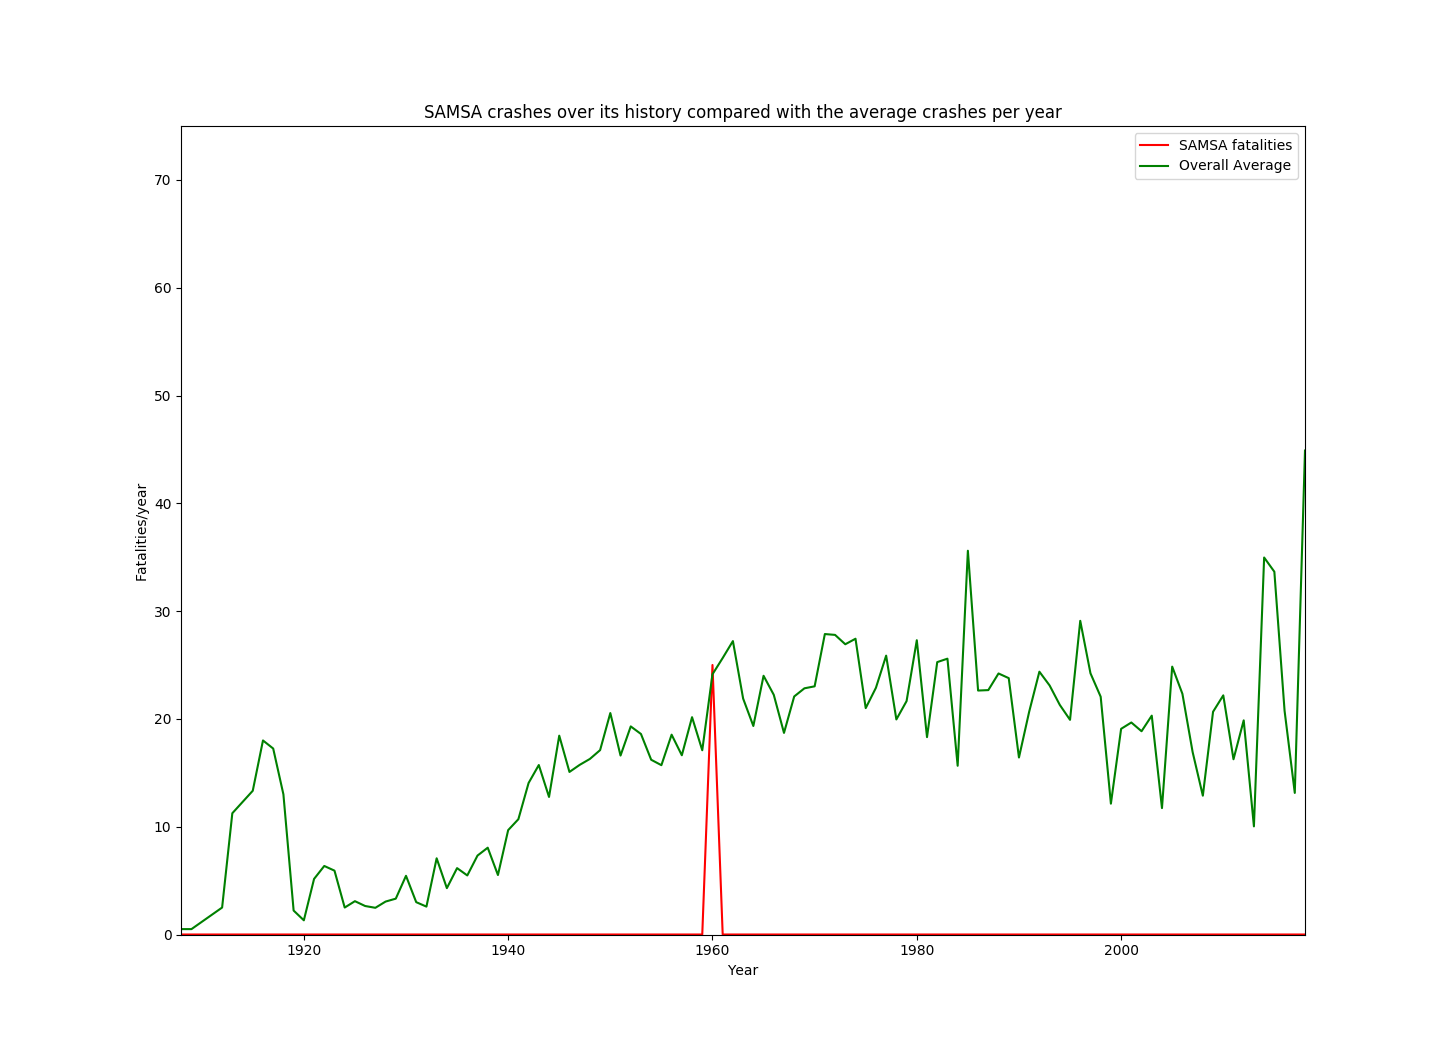 SAMSA crashes over its history compared with the average crashes per year
SAMSA fatalities
Overall Average
70
60
50
40
30
20
10
0
Fatalities/year
1920 1940 1960 1980 2000
Year